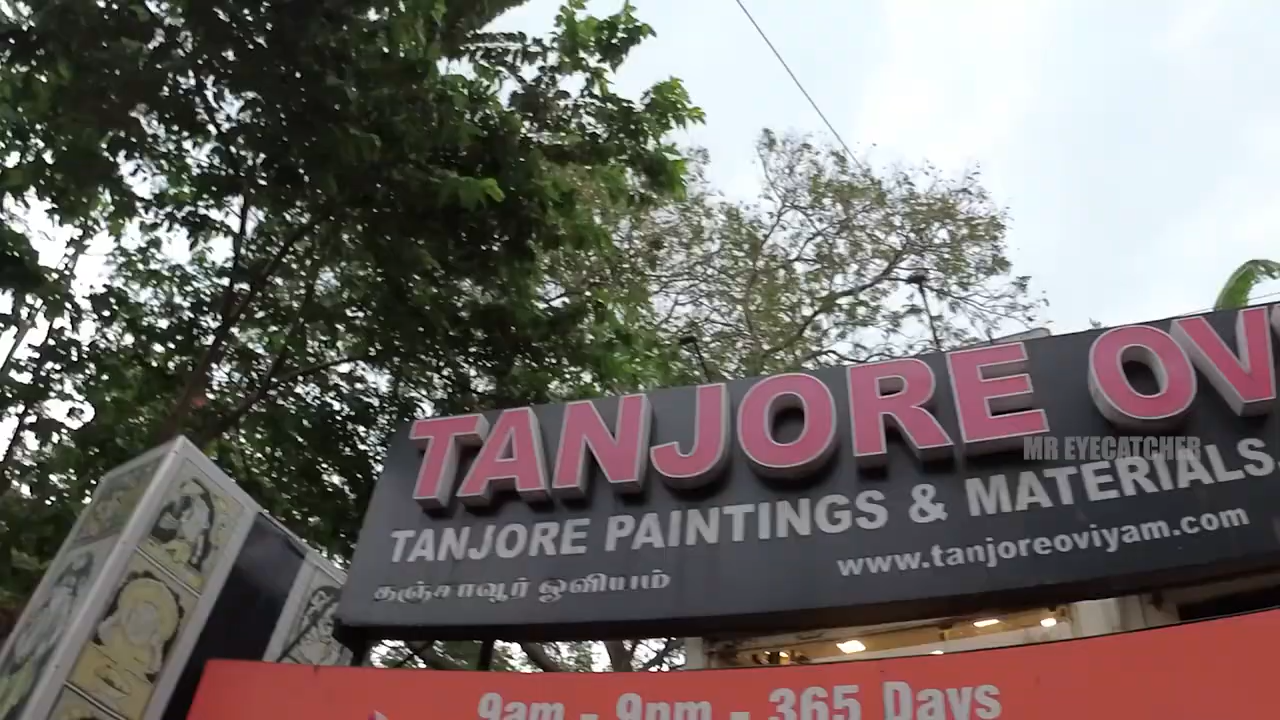 TANJORE OV
MR EYECATCHER
TANJORE PAINTINGS & MATERIALS
www.tanjoreoviyam.com
தஞ்சாவூர் ஓவியம்
9am - 9pm - 365 Days